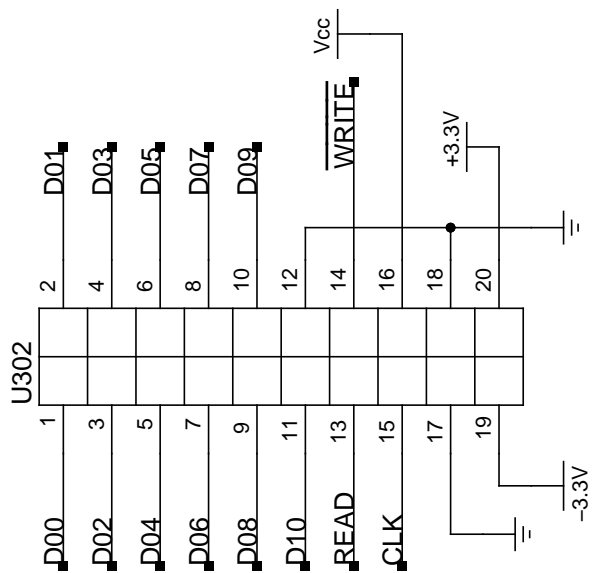 U302
D00
1
2
D01
D02
3
4
D03
D04
5
6
D05
D06
7
8
D07
D08
9
10
D09
D10
11
12
READ
13
14
WRITE
CLK
15
16
Vcc
17
18
−3.3V
19
20
+3.3V